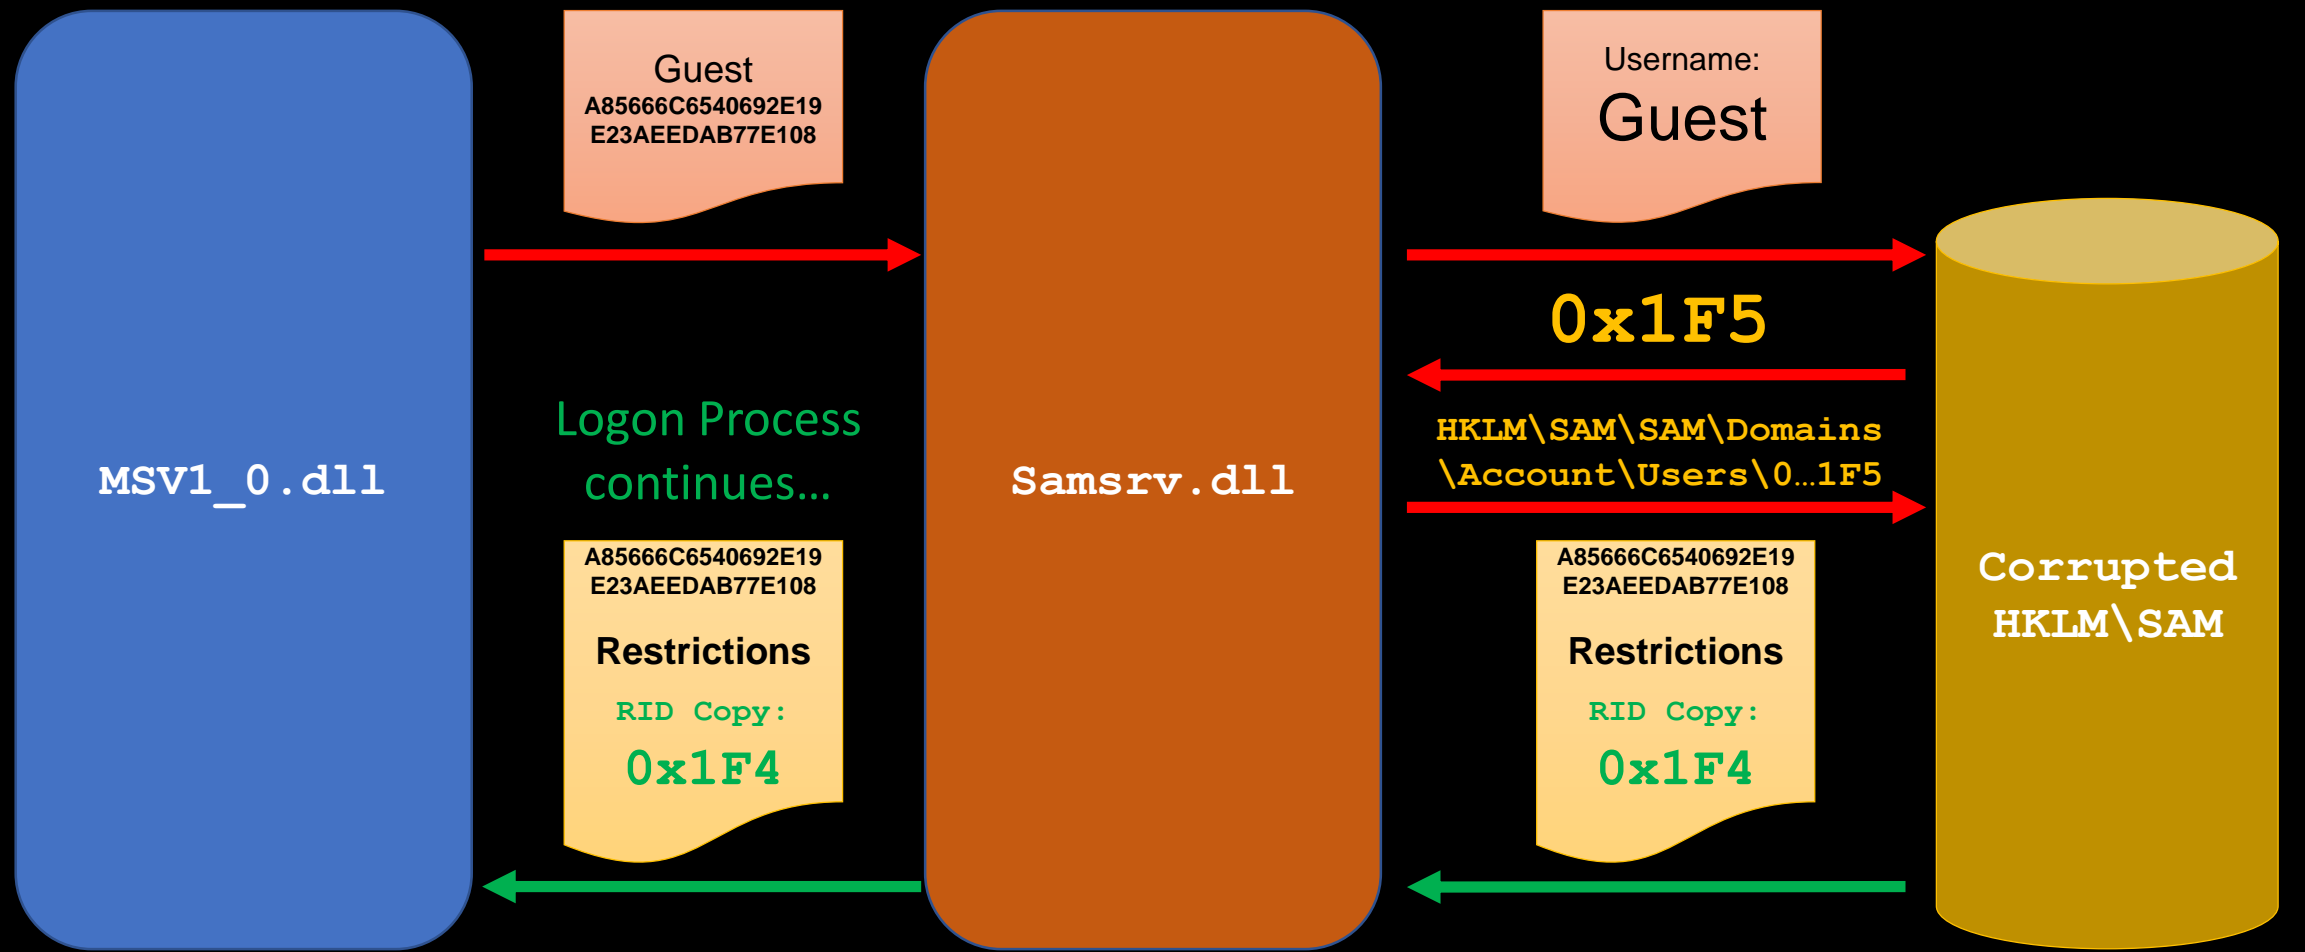 MSV1_0.dll
Guest
A85666C6540692E19
E23AEEDAB77E108
Logon Process
continues…
A85666C6540692E19
E23AEEDAB77E108
Restrictions
RID Copy:
0x1F4
Samsrv.dll
Username:
Guest
0x1F5
HKLM\SAM\SAM\Domains
\Account\Users\0…1F5
A85666C6540692E19
E23AEEDAB77E108
Restrictions
RID Copy:
0x1F4
Corrupted
HKLM\SAM